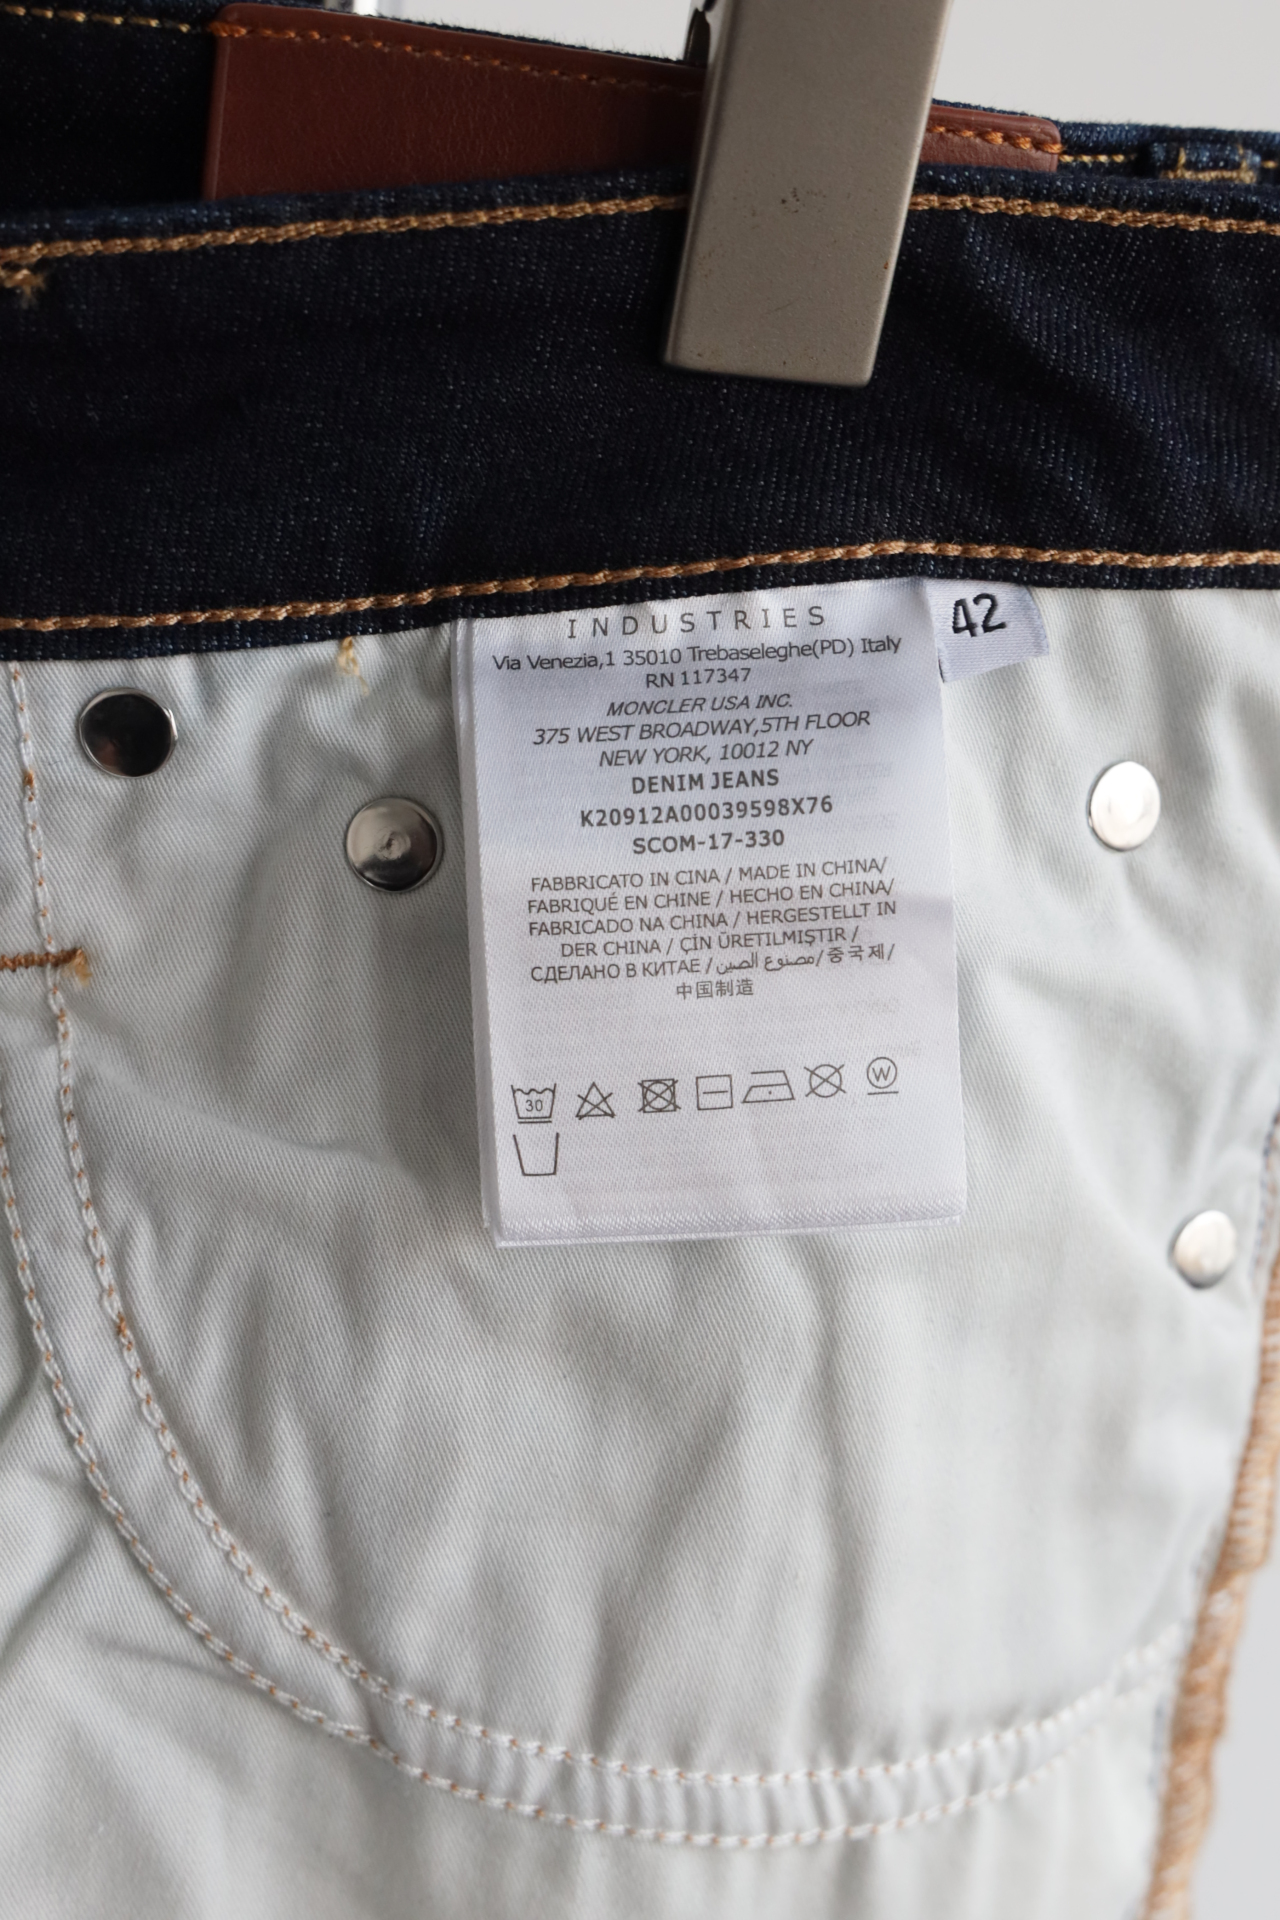 INDUSTRIES
42
Via Venezia,1 35010 Trebaseleghe(PD) Italy
RN 117347
MONCLER USA INC.
375 WEST BROADWAY,5TH FLOOR
NEW YORK, 10012 NY
DENIM JEANS
K20912A00039598X76
SCOM-17-330
FABBRICATO IN CINA / MADE IN CHINA/
FABRIQUÉ EN CHINE / HECHO EN CHINA/
FABRICADO NA CHINA / HERGESTELLT IN
DER CHINA / ÇİN ÜRETILMIŞTIR /
СДЕЛАНО В КИТАЕ / مصنوع الصين/ 중국제/
中国制造
30
W